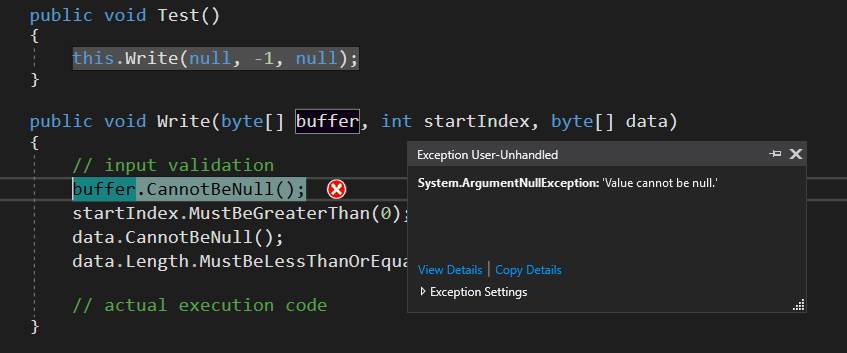 public void Test()
{
this.Write(null, -1, null);
}
public void Write(byte[] buffer, int startIndex, byte[] data)
{
// input validation
buffer.CannotBeNull();
startIndex.MustBeGreaterThan(0);
data.CannotBeNull();
data.Length.MustBeLessThanOrEqua
// actual execution code
}
Exception User-Unhandled
System.ArgumentNullException: 'Value cannot be null.'
View Details | Copy Details
Exception Settings